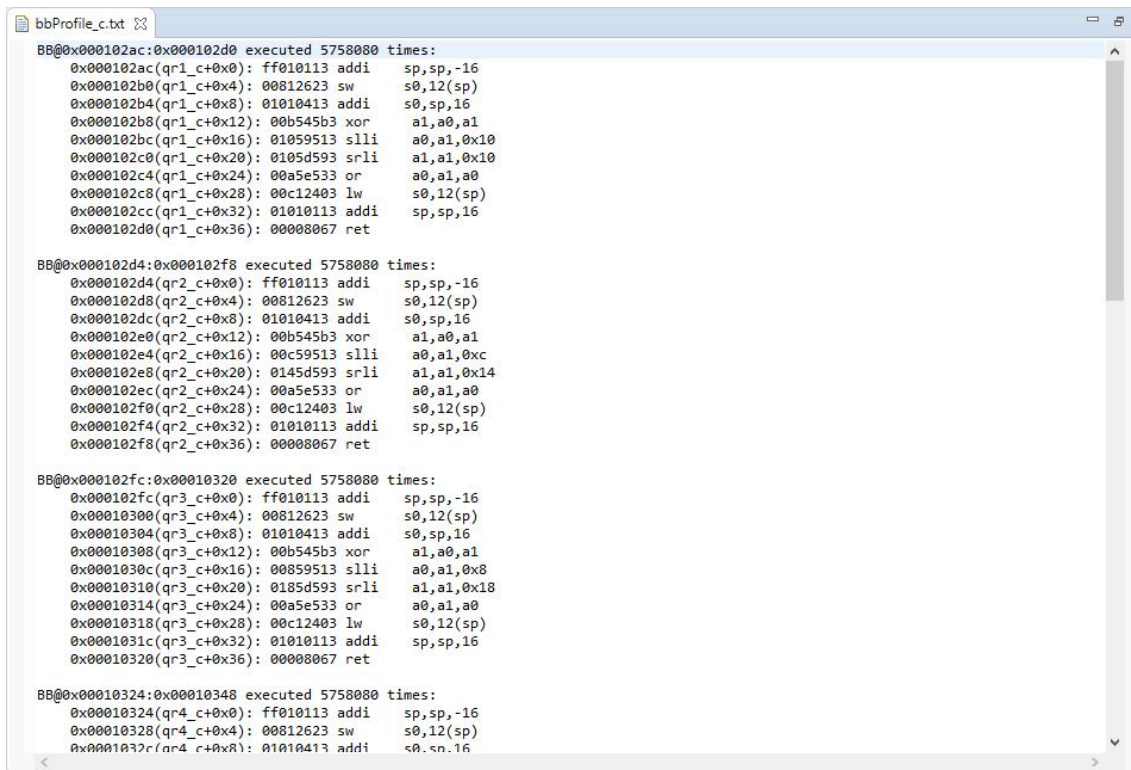 bbProfile_c.txt
BB@0x000102ac:0x000102d0 executed 5758080 times:
0x000102ac(qr1_c+0x0): ff010113 addi sp,sp,-16
0x000102b0(qr1_c+0x4): 00812623 sw s0,12(sp)
0x000102b4(qr1_c+0x8): 01010413 addi s0,sp,16
0x000102b8(qr1_c+0x12): 00b545b3 xor a1,a0,a1
0x000102bc(qr1_c+0x16): 01059513 slli a0,a1,0x10
0x000102c0(qr1_c+0x20): 0105d593 srli a1,a1,0x10
0x000102c4(qr1_c+0x24): 00a5e533 or a0,a1,a0
0x000102c8(qr1_c+0x28): 00c12403 lw s0,12(sp)
0x000102cc(qr1_c+0x32): 01010113 addi sp,sp,16
0x000102d0(qr1_c+0x36): 00008067 ret
BB@0x000102d4:0x000102f8 executed 5758080 times:
0x000102d4(qr2_c+0x0): ff010113 addi sp,sp,-16
0x000102d8(qr2_c+0x4): 00812623 sw s0,12(sp)
0x000102dc(qr2_c+0x8): 01010413 addi s0,sp,16
0x000102e0(qr2_c+0x12): 00b545b3 xor a1,a0,a1
0x000102e4(qr2_c+0x16): 00c59513 slli a0,a1,0xc
0x000102e8(qr2_c+0x20): 0145d593 srli a1,a1,0x14
0x000102ec(qr2_c+0x24): 00a5e533 or a0,a1,a0
0x000102f0(qr2_c+0x28): 00c12403 lw s0,12(sp)
0x000102f4(qr2_c+0x32): 01010113 addi sp,sp,16
0x000102f8(qr2_c+0x36): 00008067 ret
BB@0x000102fc:0x00010320 executed 5758080 times:
0x000102fc(qr3_c+0x0): ff010113 addi sp,sp,-16
0x00010300(qr3_c+0x4): 00812623 sw s0,12(sp)
0x00010304(qr3_c+0x8): 01010413 addi s0,sp,16
0x00010308(qr3_c+0x12): 00b545b3 xor a1,a0,a1
0x0001030c(qr3_c+0x16): 00859513 slli a0,a1,0x8
0x00010310(qr3_c+0x20): 0185d593 srli a1,a1,0x18
0x00010314(qr3_c+0x24): 00a5e533 or a0,a1,a0
0x00010318(qr3_c+0x28): 00c12403 lw s0,12(sp)
0x0001031c(qr3_c+0x32): 01010113 addi sp,sp,16
0x00010320(qr3_c+0x36): 00008067 ret
BB@0x00010324:0x00010348 executed 5758080 times:
0x00010324(qr4_c+0x0): ff010113 addi sp,sp,-16
0x00010328(qr4_c+0x4): 00812623 sw s0,12(sp)
0x0001032c(qr4_c+0x8): 01010413 addi s0,sp,16